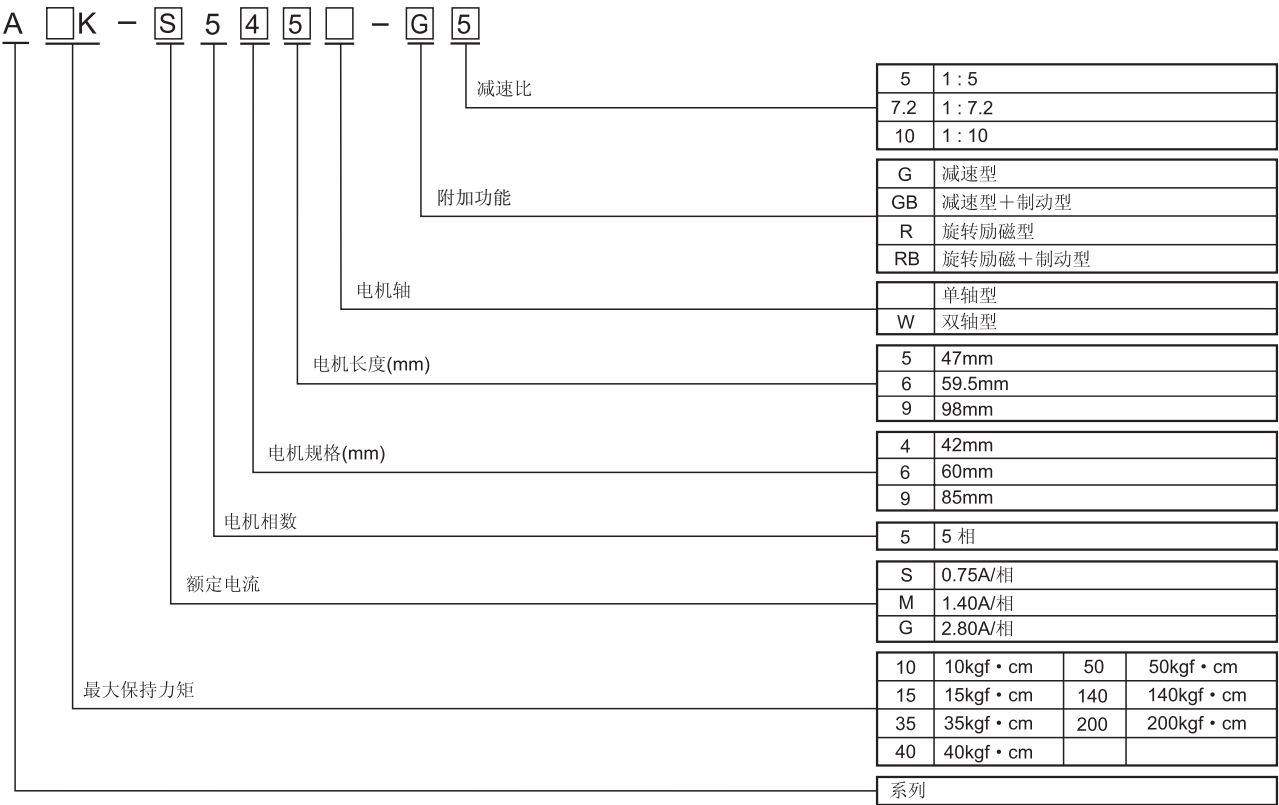 A □K - S 5 4 5 □ - G 5
减速比
5 1 : 5
7.2 1 : 7.2
10 1 : 10
附加功能
G 减速型
GB 减速型+制动型
R 旋转励磁型
RB 旋转励磁+制动型
电机轴
单轴型
W 双轴型
电机长度(mm)
5 47mm
6 59.5mm
9 98mm
电机规格(mm)
4 42mm
6 60mm
9 85mm
电机相数
5 5 相
额定电流
S 0.75A/相
M 1.40A/相
G 2.80A/相
最大保持力矩
10 10kgf·cm 50 50kgf·cm
15 15kgf·cm 140 140kgf·cm
35 35kgf·cm 200 200kgf·cm
40 40kgf·cm
系列